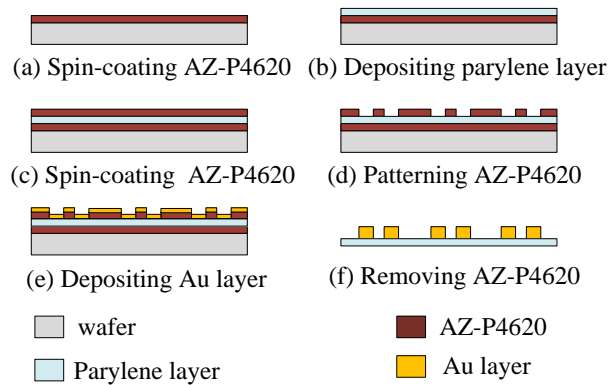 (a) Spin-coating AZ-P4620
(b) Depositing parylene layer
(c) Spin-coating AZ-P4620
(d) Patterning AZ-P4620
(e) Depositing Au layer
(f) Removing AZ-P4620
wafer
AZ-P4620
Parylene layer
Au layer